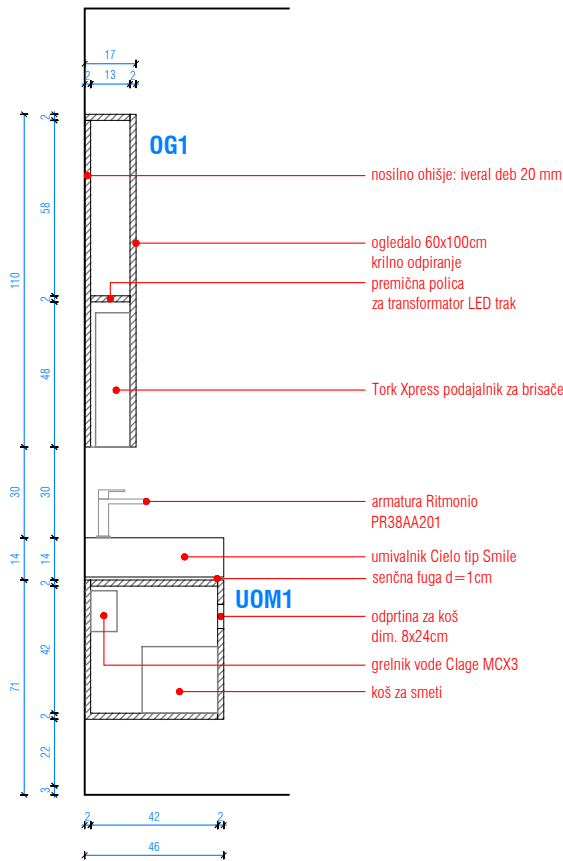 17
2
13
2
OG1
UOM1
nosilno ohišje: iveral deb 20 mm
ogledalo 60x100cm
krilno odpiranje
premična polica
za transformator LED trak
Tork Xpress podajalnik za brisače
armatura Ritmonio
PR38AA201
umivalnik Cielo tip Smile
senčna fuga d=1cm
odprtina za koš
dim. 8x24cm
grelnik vode Clage MCX3
koš za smeti
110
30
14
71
2
58
2
48
30
14
2
42
2
22
3
2
42
2
46